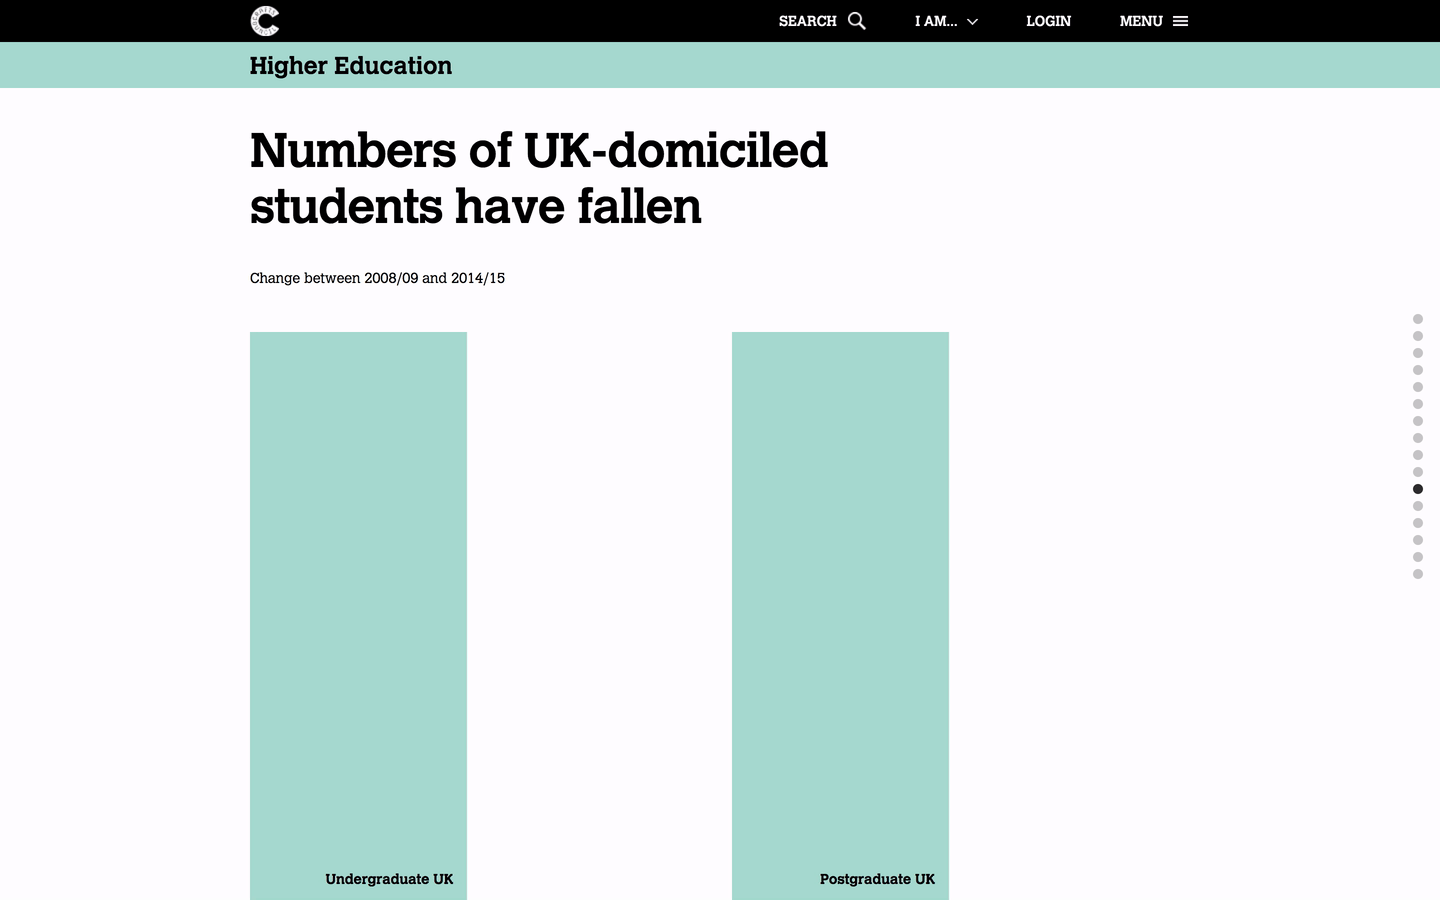 SEARCH
I AM...
LOGIN
MENU
Higher Education
Numbers of UK-domiciled
students have fallen
Change between 2008/09 and 2014/15
Undergraduate UK
Postgraduate UK